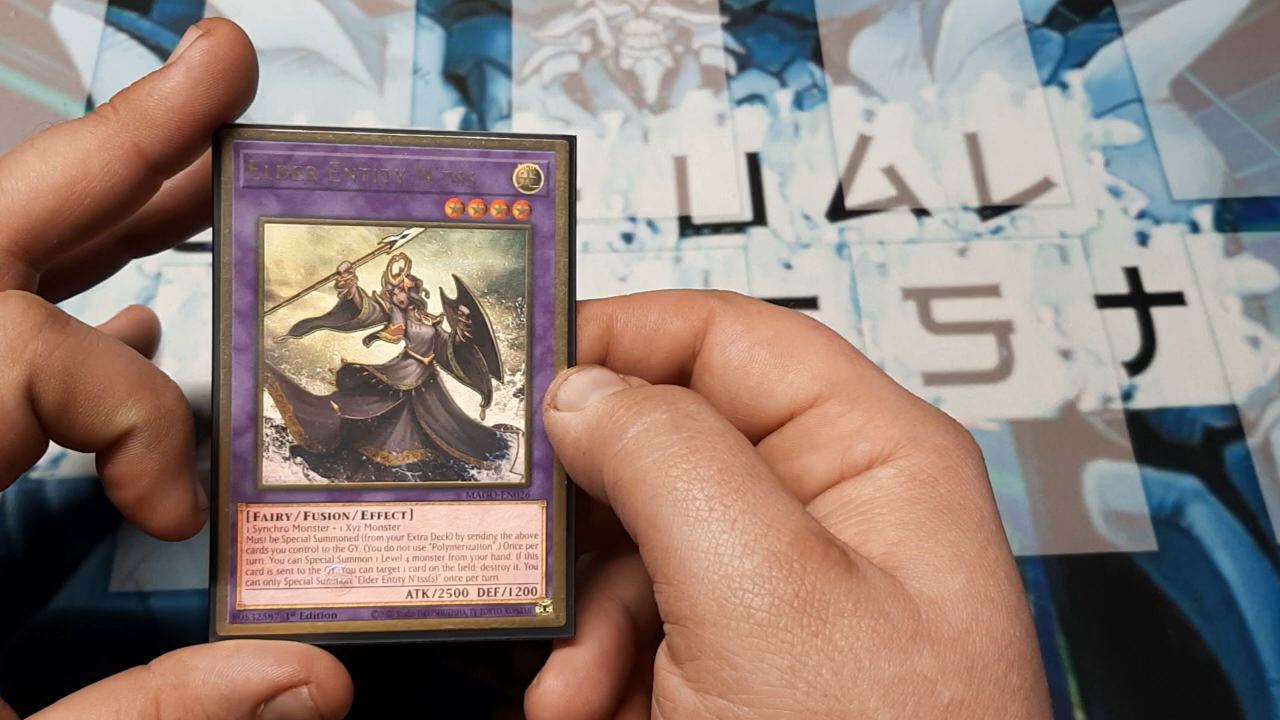 Elder Entity N'tss
UAL
ST
MAGO-EN026
[Fairy/Fusion/Effect]
1 Synchro Monster + 1 Xyz Monster
Must be Special Summoned (from your Extra Deck) by sending the above
cards you control to the GY. (You do not use "Polymerization".) Once per
turn: You can Special Summon 1 Level 4 monster from your hand. If this
card is sent to the GY: You can target 1 card on the field; destroy it. You
can only Special Summon "Elder Entity N'tss(s)" once per turn.
ATK/2500 DEF/1200
80532587 1st Edition